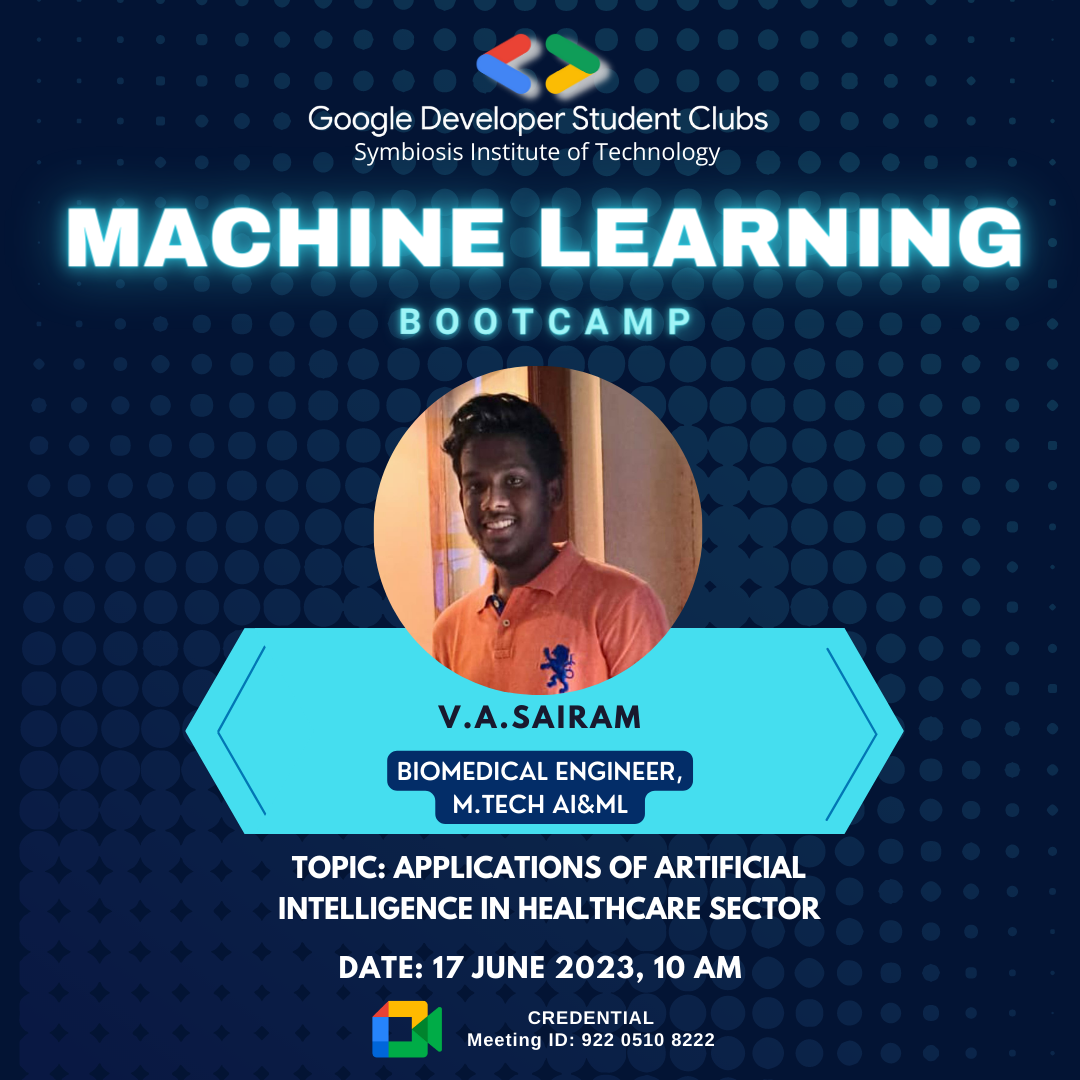 Google Developer Student Clubs
Symbiosis Institute of Technology
MACHINE LEARNING
BOOTCAMP
V.A.SAIRAM
BIOMEDICAL ENGINEER,
M.TECH AI&ML
TOPIC: APPLICATIONS OF ARTIFICIAL
INTELLIGENCE IN HEALTHCARE SECTOR
DATE: 17 JUNE 2023, 10 AM
CREDENTIAL
Meeting ID: 922 0510 8222